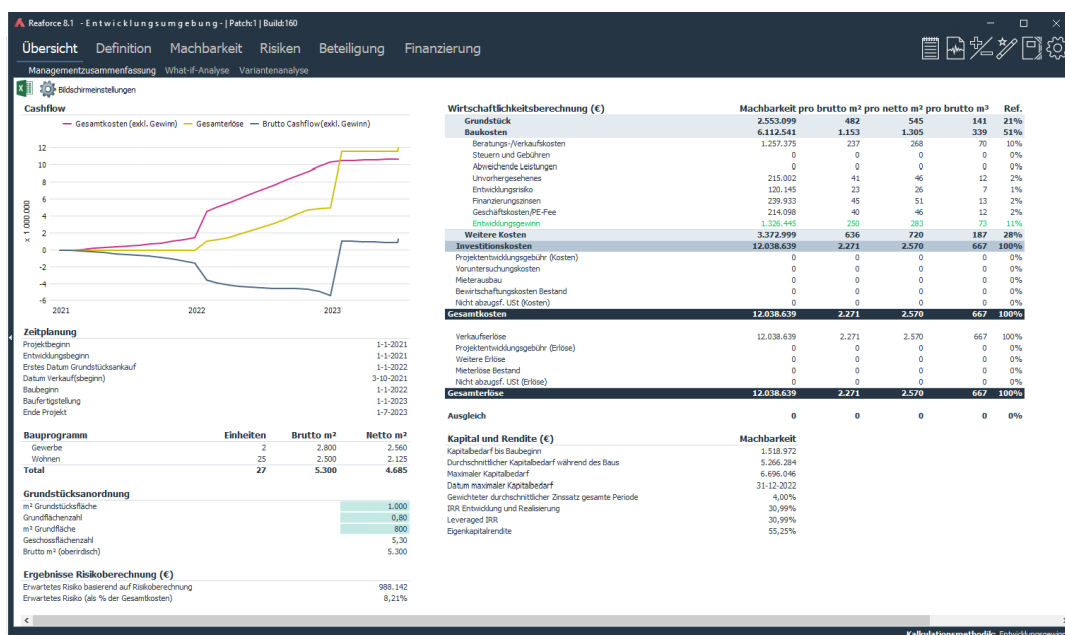 Reaforce 8.1 - E n t w i c k l u n g s u m g e b u n g - | Patch:1 | Build:160
Übersicht Definition Machbarkeit Risiken Beteiligung Finanzierung
Managementzusammenfassung What-if-Analyse Variantenanalyse
Bildschirmeinstellungen
Cashflow
Gesamtkosten (exkl. Gewinn) Gesamterlöse Brutto Cashflow(exkl. Gewinn)
x 1.000.000
12
10
8
6
4
2
0
-2
-4
-6
2021 2022 2023
Zeitplanung
Projektbeginn 1-1-2021
Entwicklungsbeginn 1-1-2021
Erstes Datum Grundstücksankauf 1-1-2022
Datum Verkauf(sbeginn) 3-10-2021
Baubeginn 1-1-2022
Baufertigstellung 1-1-2023
Ende Projekt 1-7-2023
Bauprogramm Einheiten Brutto m² Netto m²
Gewerbe 2 2.800 2.560
Wohnen 25 2.500 2.125
Total 27 5.300 4.685
Grundstücksanordnung
m² Grundstücksfläche 1.000
Grundflächenzahl 0,80
m² Grundfläche 800
Geschossflächenzahl 5,30
Brutto m² (oberirdisch) 5.300
Ergebnisse Risikoberechnung (€)
Erwartetes Risiko basierend auf Risikoberechnung 988.142
Erwartetes Risiko (als % der Gesamtkosten) 8,21%
Wirtschaftlichkeitsberechnung (€) Machbarkeit pro brutto m² pro netto m² pro brutto m³ Ref.
Grundstück 2.553.099 482 545 141 21%
Baukosten 6.112.541 1.153 1.305 339 51%
Beratungs-/Verkaufskosten 1.257.375 237 268 70 10%
Steuern und Gebühren 0 0 0 0 0%
Abweichende Leistungen 0 0 0 0 0%
Unvorhergesehenes 215.002 41 46 12 2%
Entwicklungsrisiko 120.145 23 26 7 1%
Finanzierungszinsen 239.933 45 51 13 2%
Geschäftskosten/PE-Fee 214.098 40 46 12 2%
Entwicklungsgewinn 1.326.445 250 283 73 11%
Weitere Kosten 3.372.999 636 720 187 28%
Investitionskosten 12.038.639 2.271 2.570 667 100%
Projektentwicklungsgebühr (Kosten) 0 0 0 0 0%
Voruntersuchungskosten 0 0 0 0 0%
Mieterausbau 0 0 0 0 0%
Bewirtschaftungskosten Bestand 0 0 0 0 0%
Nicht abzugsf. USt (Kosten) 0 0 0 0 0%
Gesamtkosten 12.038.639 2.271 2.570 667 100%
Verkaufserlöse 12.038.639 2.271 2.570 667 100%
Projektentwicklungsgebühr (Erlöse) 0 0 0 0 0%
Weitere Erlöse 0 0 0 0 0%
Mieterlöse Bestand 0 0 0 0 0%
Nicht abzugsf. USt (Erlöse) 0 0 0 0 0%
Gesamterlöse 12.038.639 2.271 2.570 667 100%
Ausgleich 0 0 0 0 0%
Kapital und Rendite (€) Machbarkeit
Kapitalbedarf bis Baubeginn 1.518.972
Durchschnittlicher Kapitalbedarf während des Baus 5.266.284
Maximaler Kapitalbedarf 6.696.046
Datum maximaler Kapitalbedarf 31-12-2022
Gewichteter durchschnittlicher Zinssatz gesamte Periode 4,00%
IRR Entwicklung und Realisierung 30,99%
Leveraged IRR 30,99%
Eigenkapitalrendite 55,25%
Kalkulationsmethodik: Entwicklungsgewinn